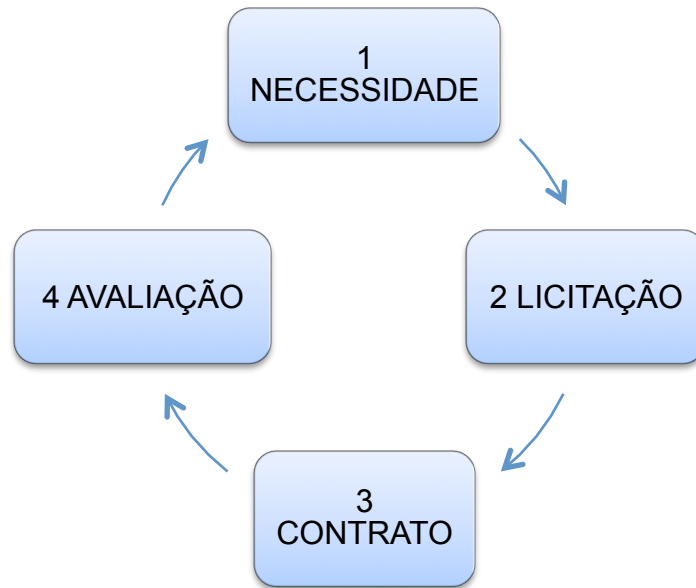 1
NECESSIDADE
2 LICITAÇÃO
3
CONTRATO
4 AVALIAÇÃO